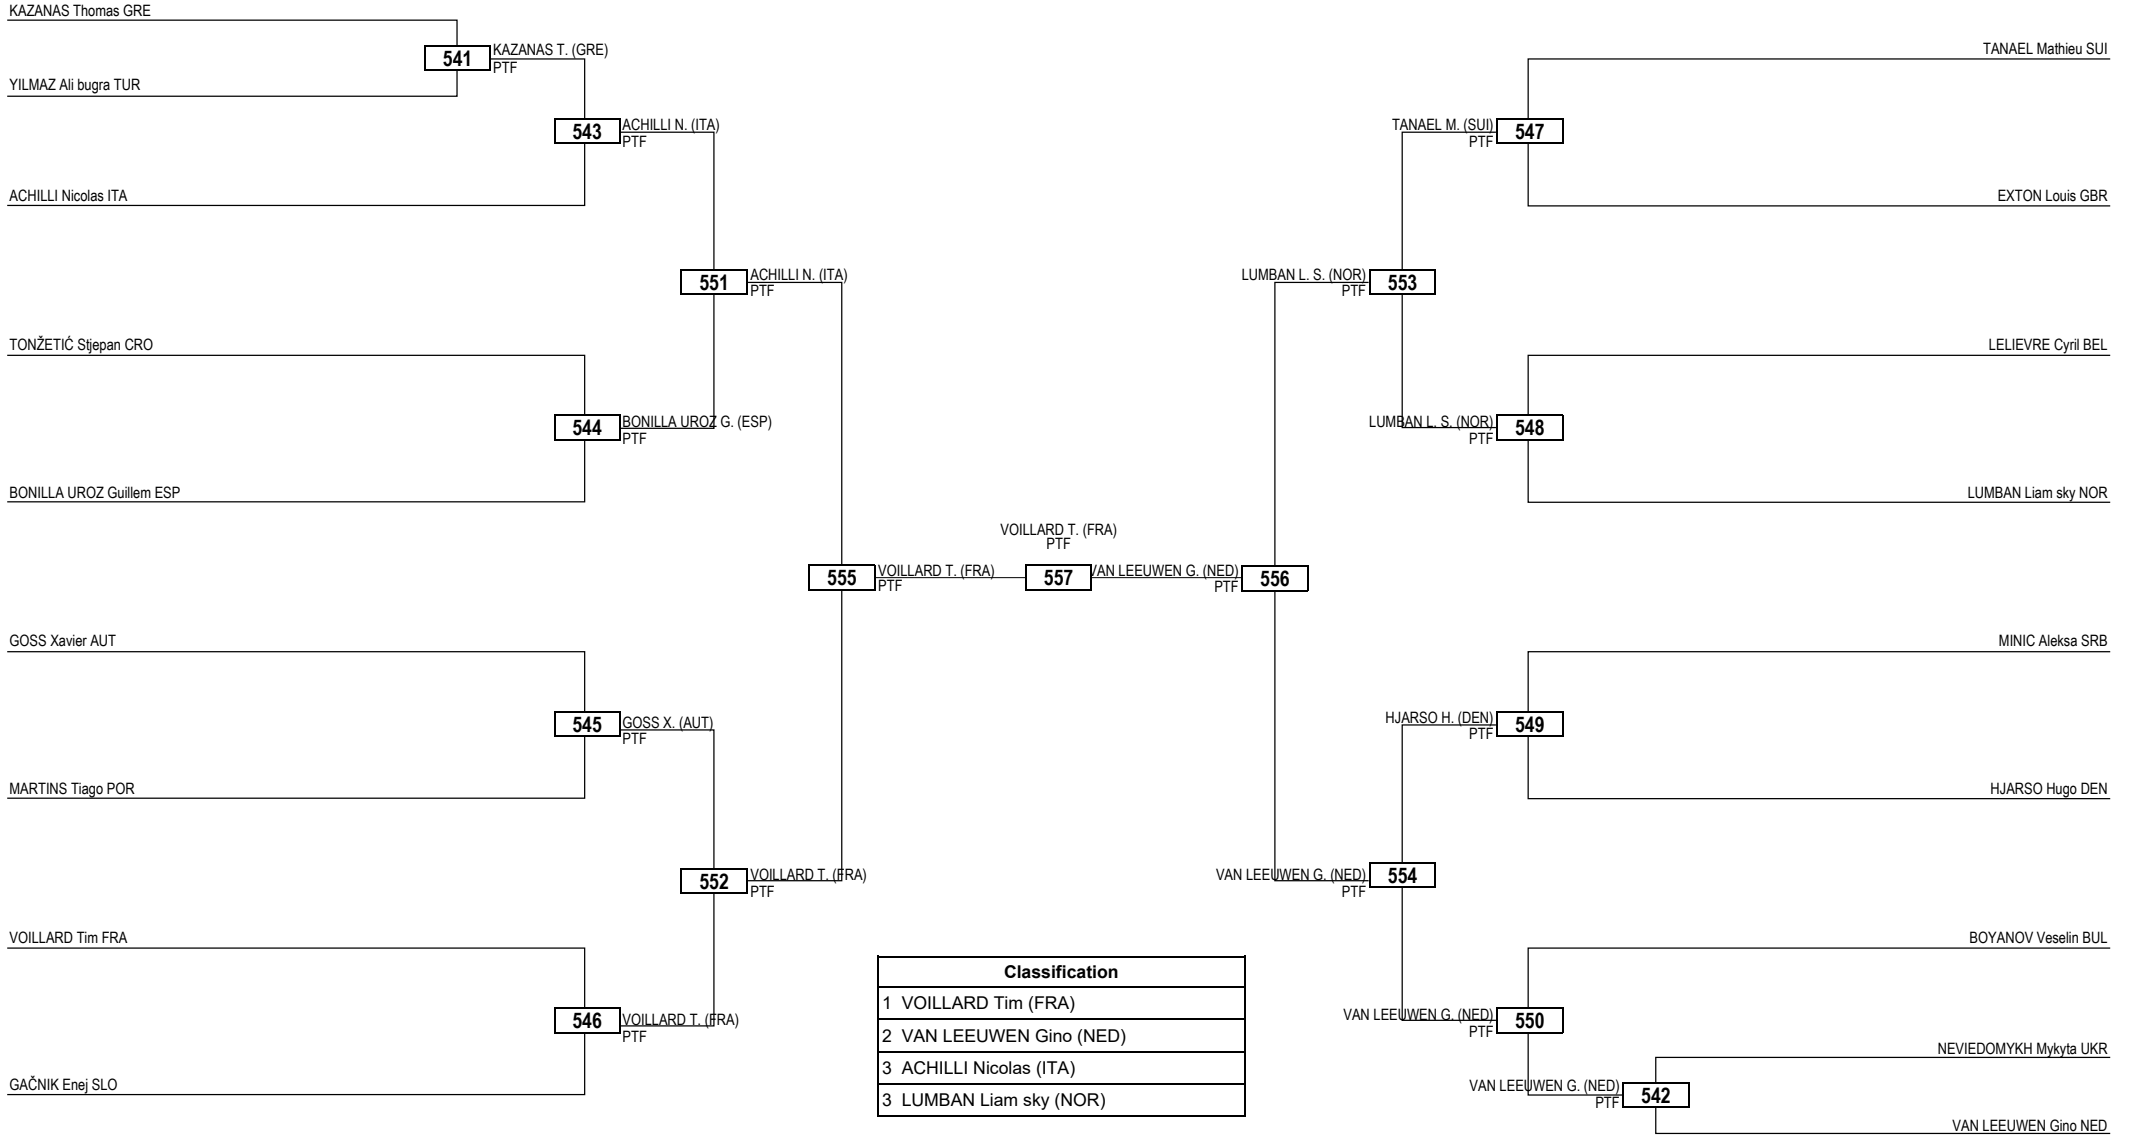 KAZANAS Thomas GRE
541
KAZANAS T. (GRE)
PTF
YILMAZ Ali bugra TUR
543
ACHILLI N. (ITA)
PTF
ACHILLI Nicolas ITA
551
ACHILLI N. (ITA)
PTF
TONŽETIĆ Stjepan CRO
544
BONILLA UROZ G. (ESP)
PTF
BONILLA UROZ Guillem ESP
555
VOILLARD T. (FRA)
PTF
GOSS Xavier AUT
545
GOSS X. (AUT)
PTF
MARTINS Tiago POR
552
VOILLARD T. (FRA)
PTF
VOILLARD Tim FRA
546
VOILLARD T. (FRA)
PTF
GAČNIK Enej SLO
VOILLARD T. (FRA)
PTF
557
TANAEL Mathieu SUI
TANAEL M. (SUI)
PTF
547
EXTON Louis GBR
LUMBAN L. S. (NOR)
PTF
553
LELIEVRE Cyril BEL
LUMBAN L. S. (NOR)
PTF
548
LUMBAN Liam sky NOR
VAN LEEUWEN G. (NED)
PTF
556
MINIC Aleksa SRB
HJARSO H. (DEN)
PTF
549
HJARSO Hugo DEN
VAN LEEUWEN G. (NED)
PTF
554
BOYANOV Veselin BUL
VAN LEEUWEN G. (NED)
PTF
550
NEVIEDOMYKH Mykyta UKR
VAN LEEUWEN G. (NED)
PTF
542
VAN LEEUWEN Gino NED
Classification
1 VOILLARD Tim (FRA)
2 VAN LEEUWEN Gino (NED)
3 ACHILLI Nicolas (ITA)
3 LUMBAN Liam sky (NOR)